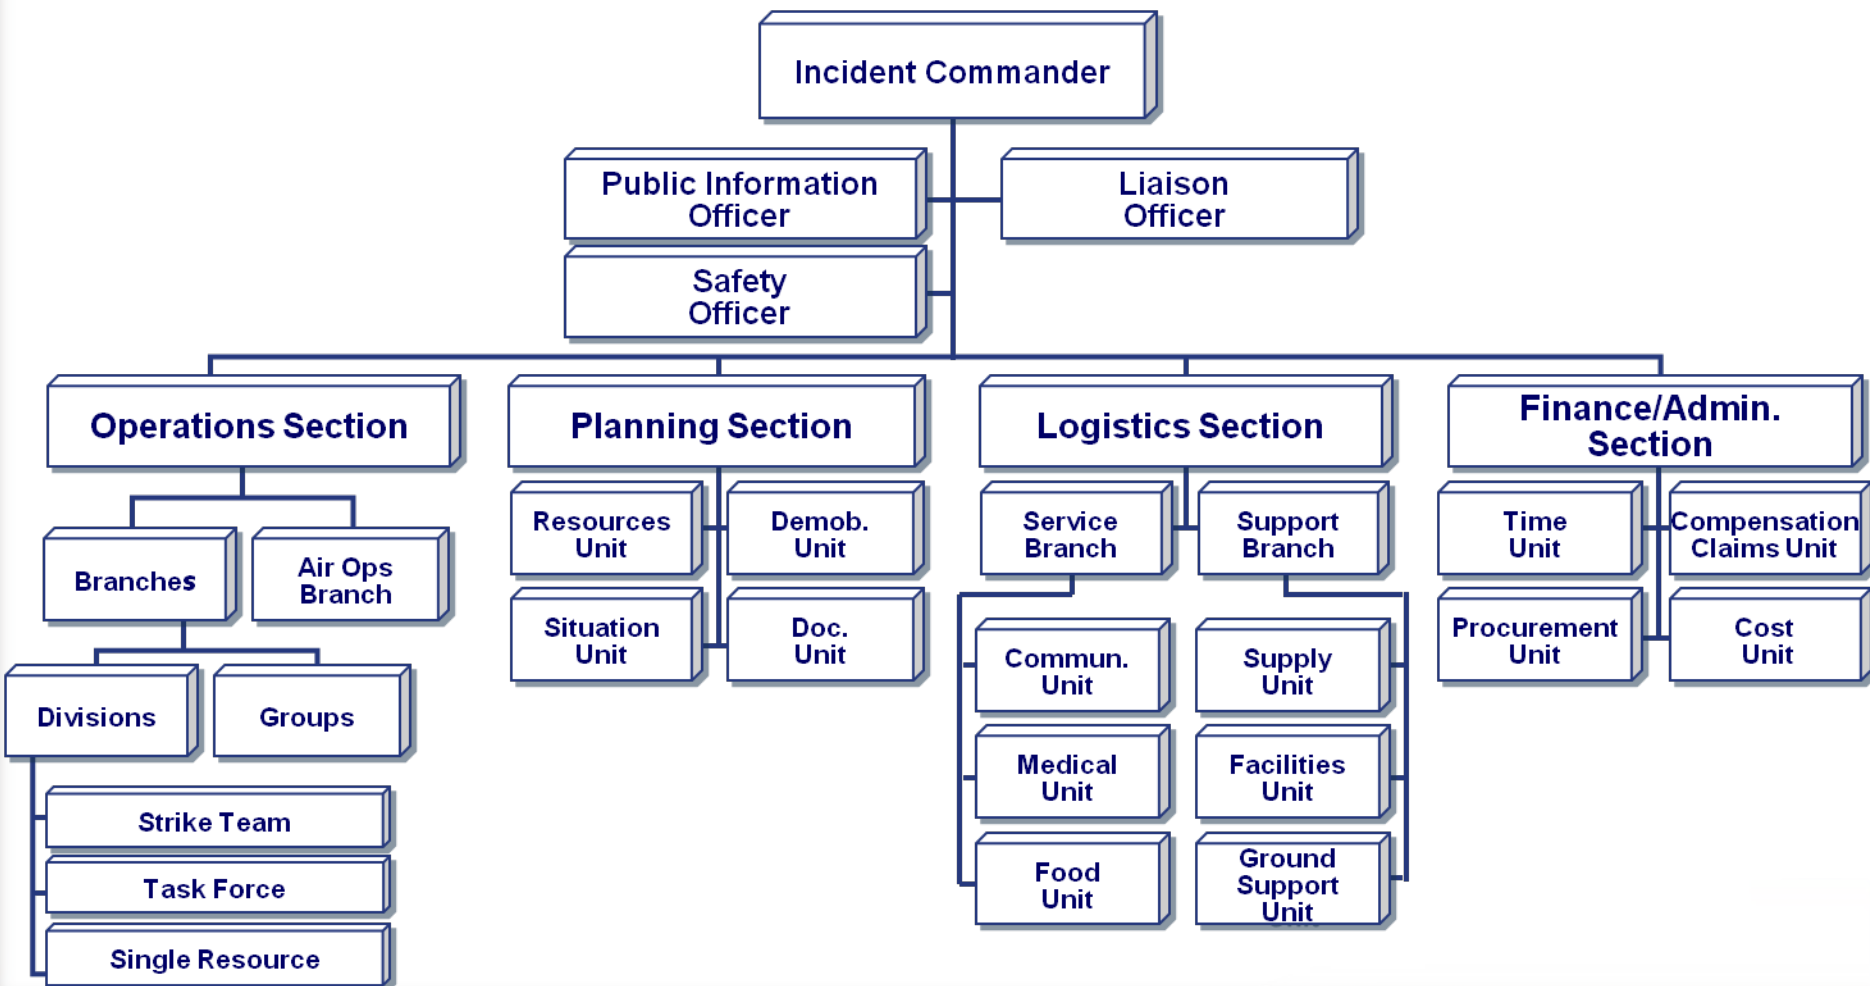 Incident Commander
Public Information
Officer
Liaison
Officer
Safety
Officer
Operations Section
Planning Section
Logistics Section
Finance/Admin.
Section
Branches
Air Ops
Branch
Divisions
Groups
Strike Team
Task Force
Single Resource
Resources
Unit
Demob.
Unit
Situation
Unit
Doc.
Unit
Service
Branch
Support
Branch
Commun.
Unit
Supply
Unit
Medical
Unit
Facilities
Unit
Food
Unit
Ground
Support
Unit
Time
Unit
Compensation
Claims Unit
Procurement
Unit
Cost
Unit